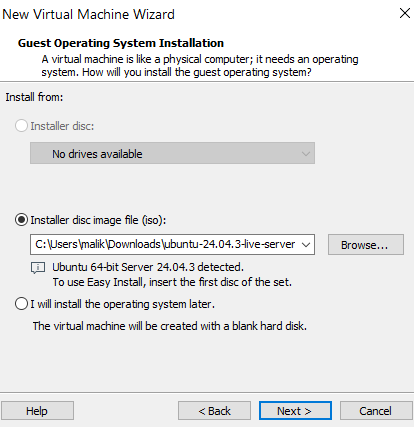 New Virtual Machine Wizard
Guest Operating System Installation
A virtual machine is like a physical computer; it needs an operating
system. How will you install the guest operating system?
Install from:
Installer disc:
No drives available
Installer disc image file (iso):
C:\Users\malik\Downloads\ubuntu-24.04.3-live-server
Browse...
Ubuntu 64-bit Server 24.04.3 detected.
To use Easy Install, insert the first disc of the set.
I will install the operating system later.
The virtual machine will be created with a blank hard disk.
Help
< Back
Next >
Cancel